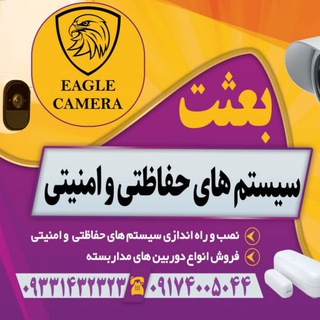 EAGLE
CAMERA
بعثت
سیستم های حفاظتی و امنیتی
نصب و راه اندازی سیستم های حفاظتی و امنیتی
فروش انواع دوربین های مداربسته
۰۹۳۳۱۴۳۲۳۲۳ ☎ ۰۹۱۷۴۰۰۵۰۴۴